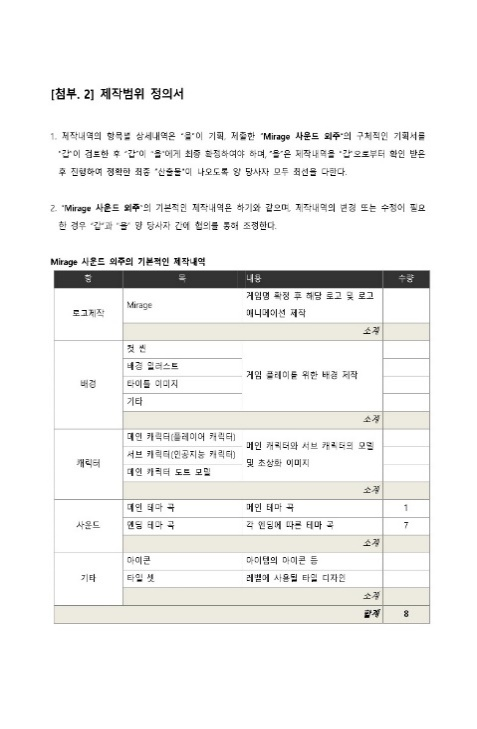 [첨부. 2] 제작범위 정의서
1. 제작내역의 항목별 상세내역은 "을"이 기획, 제출한 "Mirage 사운드 외주"의 구체적인 기획서를
"갑"이 검토한 후 "갑"이 "을"에게 최종 확정하여야 하며, "을"은 제작내역을 "갑"으로부터 확인 받은
후 진행하여 정확한 최종 "산출물"이 나오도록 양 당사자 모두 최선을 다한다.
2. "Mirage 사운드 외주"의 기본적인 제작내역은 하기와 같으며, 제작내역의 변경 또는 수정이 필요
한 경우 "갑"과 "을" 양 당사자 간에 협의를 통해 조정한다.
Mirage 사운드 외주의 기본적인 제작내역
항 목 내용 수량
로고제작 Mirage 게임명 확정 후 해당 로고 및 로고
애니메이션 제작
소계
배경 컷 씬 게임 플레이를 위한 배경 제작
배경 일러스트
타이틀 이미지
기타
소계
캐릭터 메인 캐릭터(플레이어 캐릭터) 메인 캐릭터와 서브 캐릭터의 모델
및 초상화 이미지
서브 캐릭터(인공지능 캐릭터)
메인 캐릭터 도트 모델
소계
사운드 메인 테마 곡 메인 테마 곡 1
엔딩 테마 곡 각 엔딩에 따른 테마 곡 7
소계
기타 아이콘 아이템의 아이콘 등
타일 셋 레벨에 사용될 타일 디자인
소계
합계 8